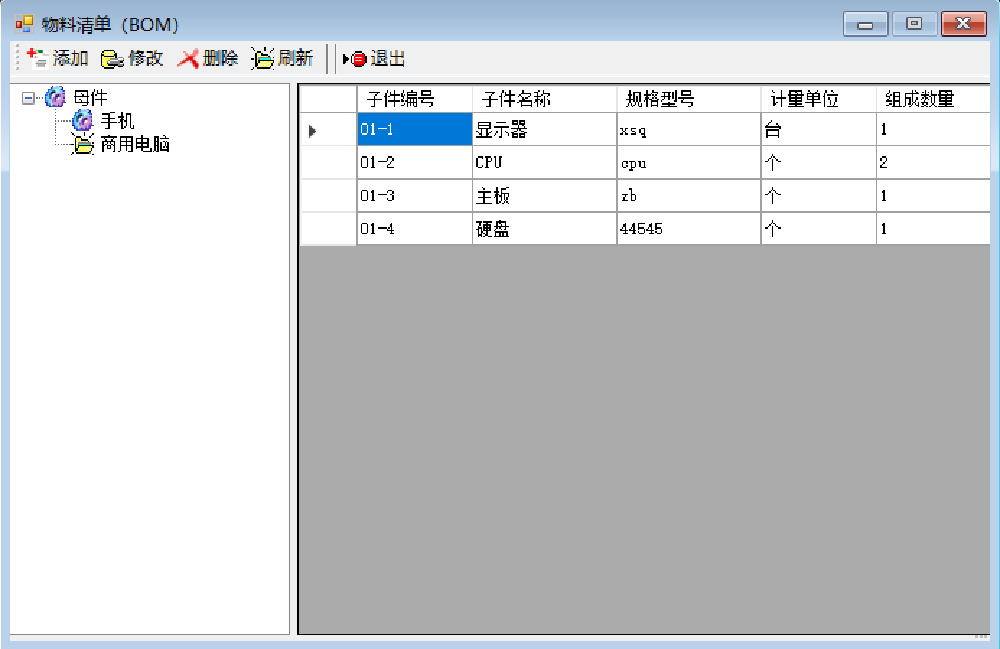 物料清单（BOM）
添加 修改 删除 刷新 退出
母件
手机
商用电脑
子件编号 子件名称 规格型号 计量单位 组成数量
01-1 显示器 xsq 台 1
01-2 CPU cpu 个 2
01-3 主板 zb 个 1
01-4 硬盘 44545 个 1